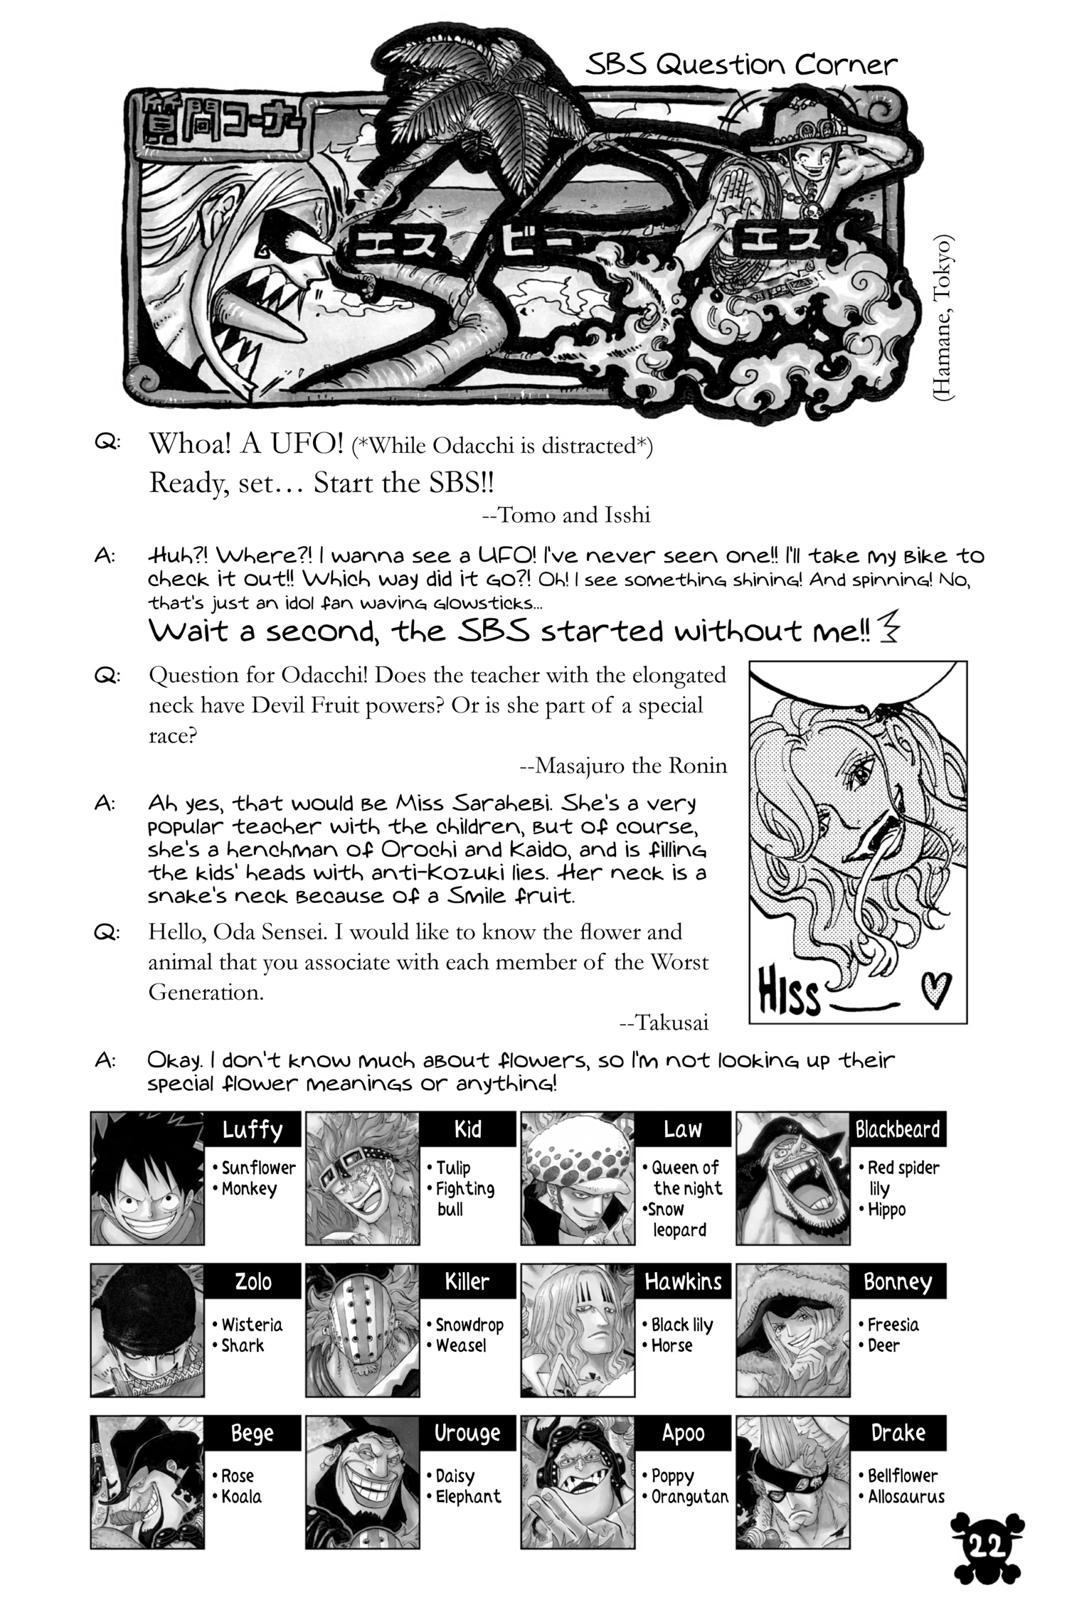 SBS Question Corner
質問コーナー
エス ビー エス
(Hamane, Tokyo)
Q: Whoa! A UFO! (*While Odacchi is distracted*)
Ready, set... Start the SBS!!
--Tomo and Isshi
A: Huh?! Where?! I wanna see a UFO! I've never seen one!! I'll take my bike to
check it out!! Which way did it go?! Oh! I see something shining! And spinning! No,
that's just an idol fan waving glowsticks...
Wait a second, the SBS started without me!!
Q: Question for Odacchi! Does the teacher with the elongated
neck have Devil Fruit powers? Or is she part of a special
race?
--Masajuro the Ronin
A: Ah yes, that would be Miss Sarahebi. She's a very
popular teacher with the children, but of course,
she's a henchman of Orochi and Kaido, and is filling
the kids' heads with anti-Kozuki lies. Her neck is a
snake's neck because of a Smile fruit.
HISS
Q: Hello, Oda Sensei. I would like to know the flower and
animal that you associate with each member of the Worst
Generation.
--Takusai
A: Okay. I don't know much about flowers, so I'm not looking up their
special flower meanings or anything!
Luffy
• Sunflower
• Monkey
Kid
• Tulip
• Fighting
bull
Law
• Queen of
the night
• Snow
leopard
Blackbeard
• Red spider
lily
• Hippo
Zolo
• Wisteria
• Shark
Killer
• Snowdrop
• Weasel
Hawkins
• Black lily
• Horse
Bonney
• Freesia
• Deer
Bege
• Rose
• Koala
Urouge
• Daisy
• Elephant
Apoo
• Poppy
• Orangutan
Drake
• Bellflower
• Allosaurus
22